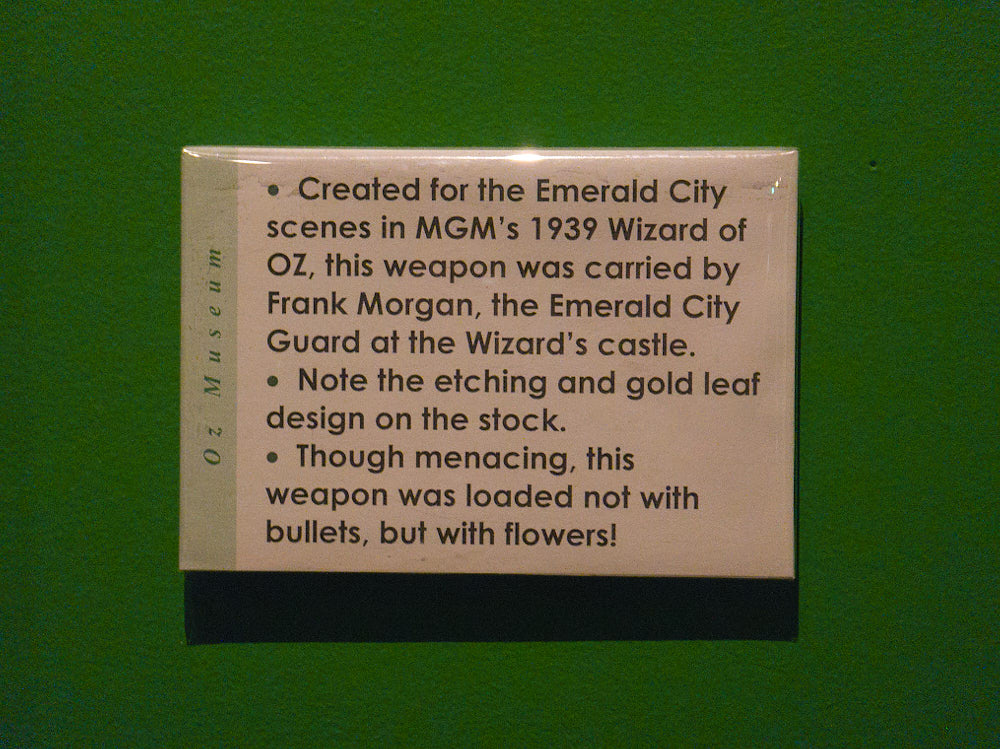 Oz Museum
• Created for the Emerald City
scenes in MGM's 1939 Wizard of
OZ, this weapon was carried by
Frank Morgan, the Emerald City
Guard at the Wizard's castle.
• Note the etching and gold leaf
design on the stock.
• Though menacing, this
weapon was loaded not with
bullets, but with flowers!